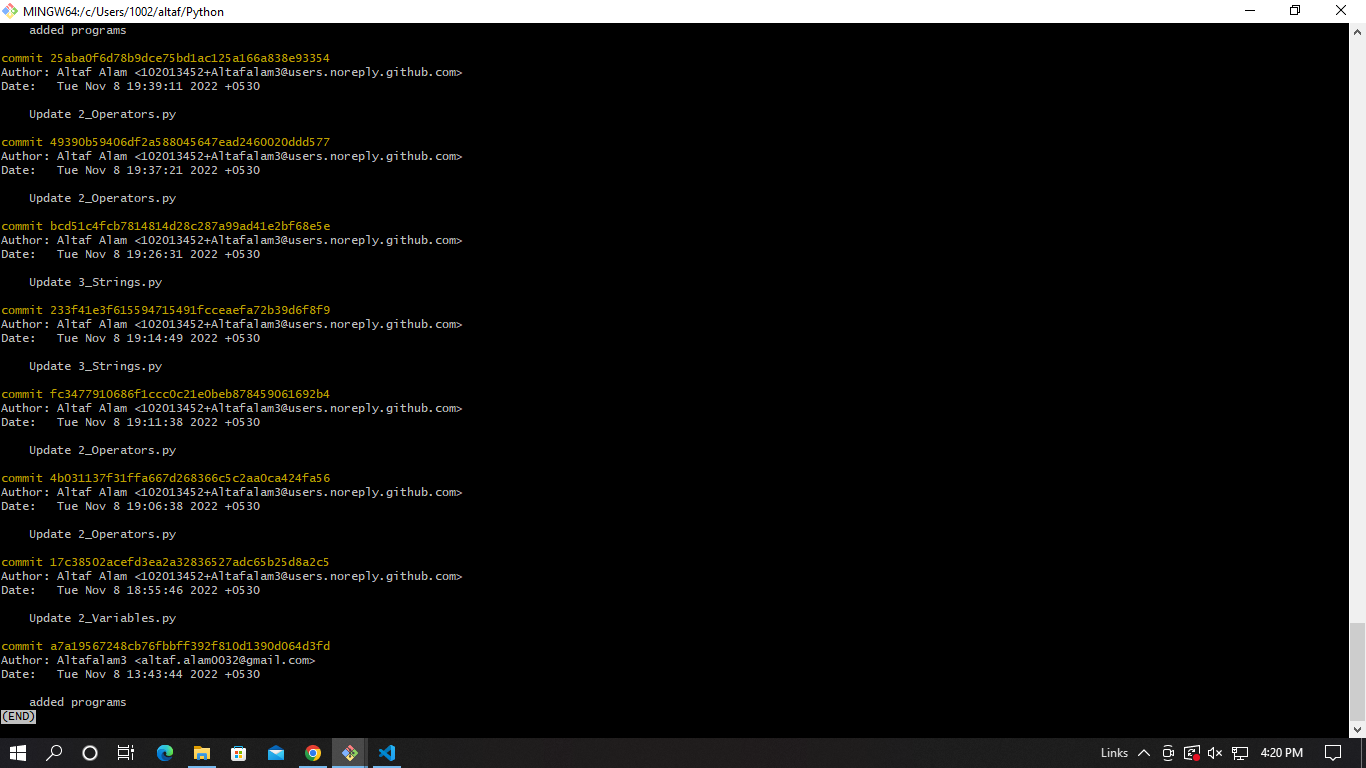 MINGW64:/c/Users/1002/altaf/Python
added programs
commit 25aba0f6d78b9dce75bd1ac125a166a838e93354
Author: Altaf Alam <102013452+Altafalam3@users.noreply.github.com>
Date:   Tue Nov 8 19:39:11 2022 +0530
Update 2_Operators.py
commit 49390b59406df2a588045647ead2460020ddd577
Author: Altaf Alam <102013452+Altafalam3@users.noreply.github.com>
Date:   Tue Nov 8 19:37:21 2022 +0530
Update 2_Operators.py
commit bcd51c4fcb7814814d28c287a99ad41e2bf68e5e
Author: Altaf Alam <102013452+Altafalam3@users.noreply.github.com>
Date:   Tue Nov 8 19:26:31 2022 +0530
Update 3_Strings.py
commit 233f41e3f615594715491fcceaefa72b39d6f8f9
Author: Altaf Alam <102013452+Altafalam3@users.noreply.github.com>
Date:   Tue Nov 8 19:14:49 2022 +0530
Update 3_Strings.py
commit fc3477910686f1ccc0c21e0beb878459061692b4
Author: Altaf Alam <102013452+Altafalam3@users.noreply.github.com>
Date:   Tue Nov 8 19:11:38 2022 +0530
Update 2_Operators.py
commit 4b031137f31ffa667d268366c5c2aa0ca424fa56
Author: Altaf Alam <102013452+Altafalam3@users.noreply.github.com>
Date:   Tue Nov 8 19:06:38 2022 +0530
Update 2_Operators.py
commit 17c38502acefd3ea2a32836527adc65b25d8a2c5
Author: Altaf Alam <102013452+Altafalam3@users.noreply.github.com>
Date:   Tue Nov 8 18:55:46 2022 +0530
Update 2_Variables.py
commit a7a19567248cb76fbbff392f810d1390d064d3fd
Author: Altafalam3 <altaf.alam0032@gmail.com>
Date:   Tue Nov 8 13:43:44 2022 +0530
added programs
(END)
Links 4:20 PM